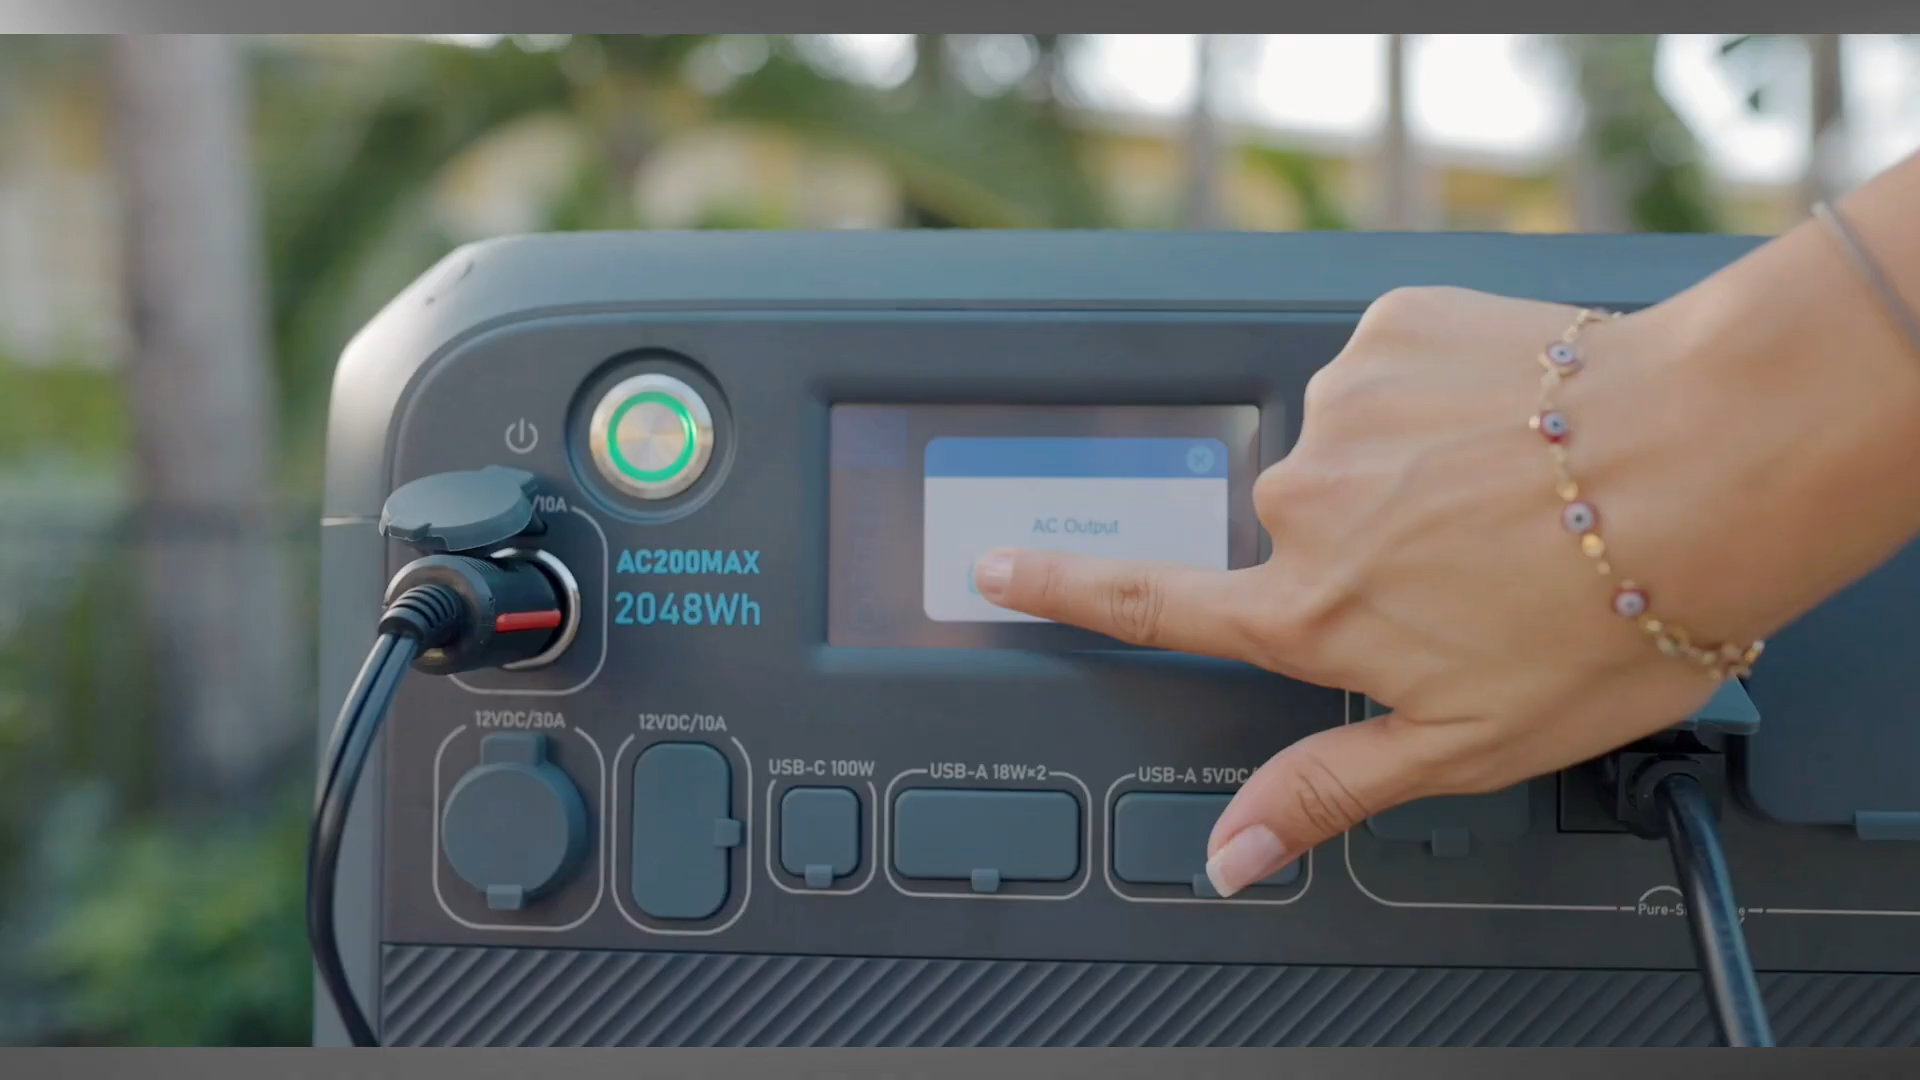 /10A
AC200MAX
2048Wh
AC Output
12VDC/30A
12VDC/10A
USB-C 100W
USB-A 18W×2
USB-A 5VDC/
Pure-S